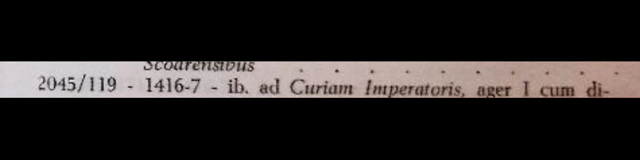 Scodrensibus . . . . . . . . . .
2045/119 - 1416-7 - ib. ad Curiam Imperatoris, ager I cum di-